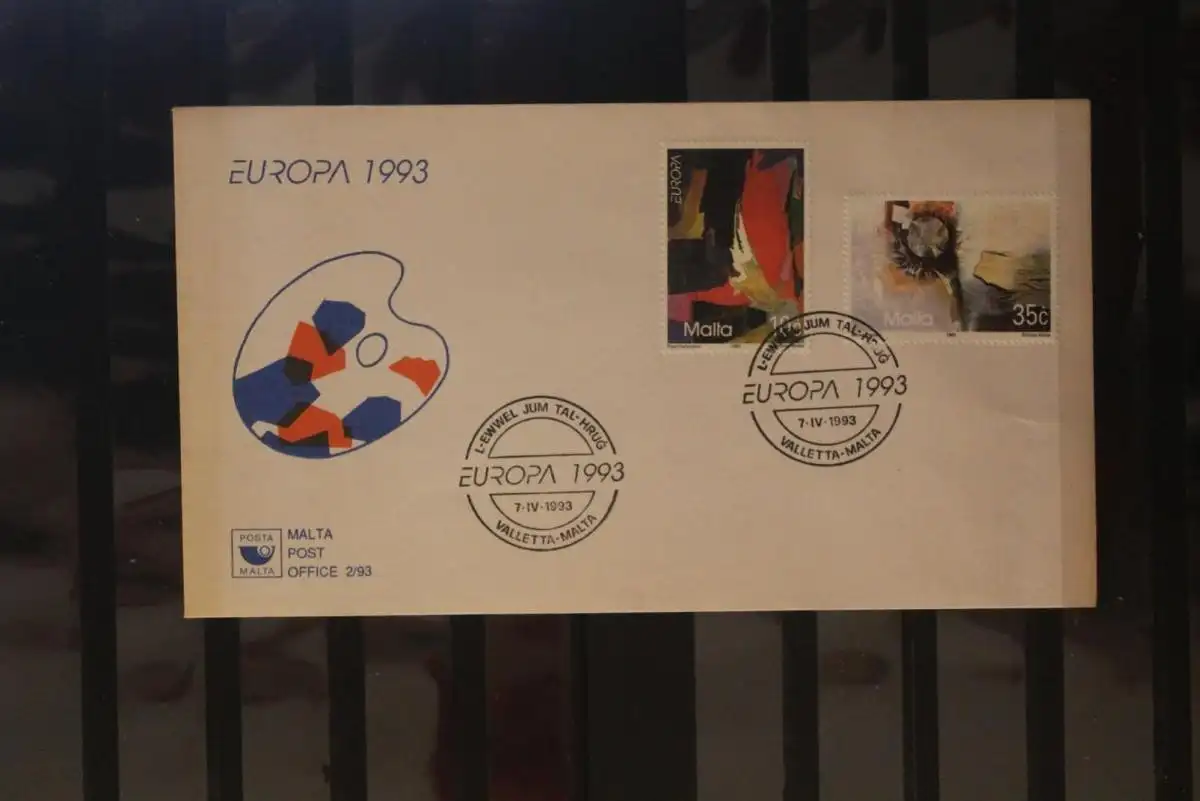 EUROPA 1993
EUROPA
Malta
Malta
35c
L-EWWEL JUM TAL-ĦRUĠ
EUROPA 1993
7·IV·1993
VALLETTA-MALTA
L-EWWEL JUM TAL-ĦRUĠ
EUROPA 1993
7·IV·1993
VALLETTA-MALTA
POSTA
MALTA
MALTA
POST
OFFICE 2/93